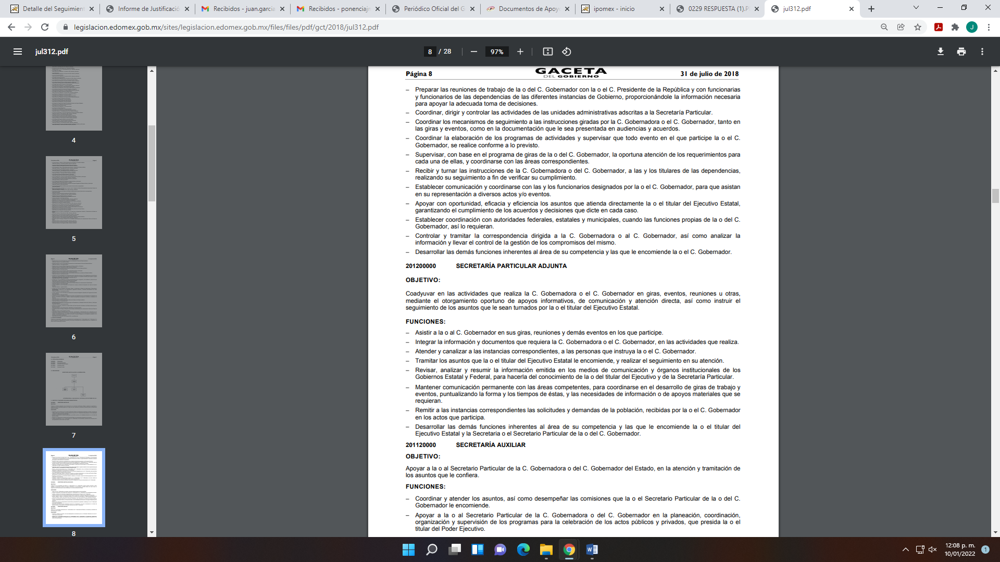 Detalle del Seguimient
Informe de Justificació
Recibidos - juan.garcia
Recibidos - ponenciajr
Periódico Oficial del G
Documentos de Apoy
ipomex - inicio
0229 RESPUESTA (1).P
jul312.pdf
legislacion.edomex.gob.mx/sites/legislacion.edomex.gob.mx/files/files/pdf/gct/2018/jul312.pdf
J
jul312.pdf
8 / 28
97%
4
5
6
7
8
Página 8
GACETA
DEL GOBIERNO
31 de julio de 2018
– Preparar las reuniones de trabajo de la o del C. Gobernador con la o el C. Presidente de la República y con funcionarias
y funcionarios de las dependencias de las diferentes instancias de Gobierno, proporcionándole la información necesaria
para apoyar la adecuada toma de decisiones.
– Coordinar, dirigir y controlar las actividades de las unidades administrativas adscritas a la Secretaría Particular.
– Coordinar los mecanismos de seguimiento a las instrucciones giradas por la C. Gobernadora o el C. Gobernador, tanto en
las giras y eventos, como en la documentación que le sea presentada en audiencias y acuerdos.
– Coordinar la elaboración de los programas de actividades y supervisar que todo evento en el que participe la o el C.
Gobernador, se realice conforme a lo previsto.
– Supervisar, con base en el programa de giras de la o del C. Gobernador, la oportuna atención de los requerimientos para
cada una de ellas, y coordinarse con las áreas correspondientes.
– Recibir y turnar las instrucciones de la C. Gobernadora o del C. Gobernador, a las y los titulares de las dependencias,
realizando su seguimiento a fin de verificar su cumplimiento.
– Establecer comunicación y coordinarse con las y los funcionarios designados por la o el C. Gobernador, para que asistan
en su representación a diversos actos y/o eventos.
– Apoyar con oportunidad, eficacia y eficiencia los asuntos que atienda directamente la o el titular del Ejecutivo Estatal,
garantizando el cumplimiento de los acuerdos y decisiones que dicte en cada caso.
– Establecer coordinación con autoridades federales, estatales y municipales, cuando las funciones propias de la o del C.
Gobernador, así lo requieran.
– Controlar y tramitar la correspondencia dirigida a la C. Gobernadora o al C. Gobernador, así como analizar la
información y llevar el control de la gestión de los compromisos del mismo.
– Desarrollar las demás funciones inherentes al área de su competencia y las que le encomiende la o el C. Gobernador.
201200000 SECRETARÍA PARTICULAR ADJUNTA
OBJETIVO:
Coadyuvar en las actividades que realiza la C. Gobernadora o el C. Gobernador en giras, eventos, reuniones u otras,
mediante el otorgamiento oportuno de apoyos informativos, de comunicación y atención directa, así como instruir el
seguimiento de los asuntos que le sean turnados por la o el titular del Ejecutivo Estatal.
FUNCIONES:
– Asistir a la o al C. Gobernador en sus giras, reuniones y demás eventos en los que participe.
– Integrar la información y documentos que requiera la C. Gobernadora o el C. Gobernador, en las actividades que realiza.
– Atender y canalizar a las instancias correspondientes, a las personas que instruya la o el C. Gobernador.
– Tramitar los asuntos que la o el titular del Ejecutivo Estatal le encomiende, y realizar el seguimiento en su atención.
– Revisar, analizar y resumir la información emitida en los medios de comunicación y órganos institucionales de los
Gobiernos Estatal y Federal, para hacerla del conocimiento de la o del titular del Ejecutivo y de la Secretaría Particular.
– Mantener comunicación permanente con las áreas competentes, para coordinarse en el desarrollo de giras de trabajo y
eventos, puntualizando la forma y los tiempos de éstas, y las necesidades de información o de apoyos materiales que se
requieran.
– Remitir a las instancias correspondientes las solicitudes y demandas de la población, recibidas por la o el C. Gobernador
en los actos que participa.
– Desarrollar las demás funciones inherentes al área de su competencia y las que le encomiende la o el titular del
Ejecutivo Estatal y la Secretaria o el Secretario Particular de la o del C. Gobernador.
201120000 SECRETARÍA AUXILIAR
OBJETIVO:
Apoyar a la o al Secretario Particular de la C. Gobernadora o del C. Gobernador del Estado, en la atención y tramitación de
los asuntos que le confiera.
FUNCIONES:
– Coordinar y atender los asuntos, así como desempeñar las comisiones que la o el Secretario Particular de la o del C.
Gobernador le encomiende.
– Apoyar a la o al Secretario Particular de la C. Gobernadora o del C. Gobernador en la planeación, coordinación,
organización y supervisión de los programas para la celebración de los actos públicos y privados, que presida la o el
titular del Poder Ejecutivo.
12:08 p. m.
10/01/2022
1